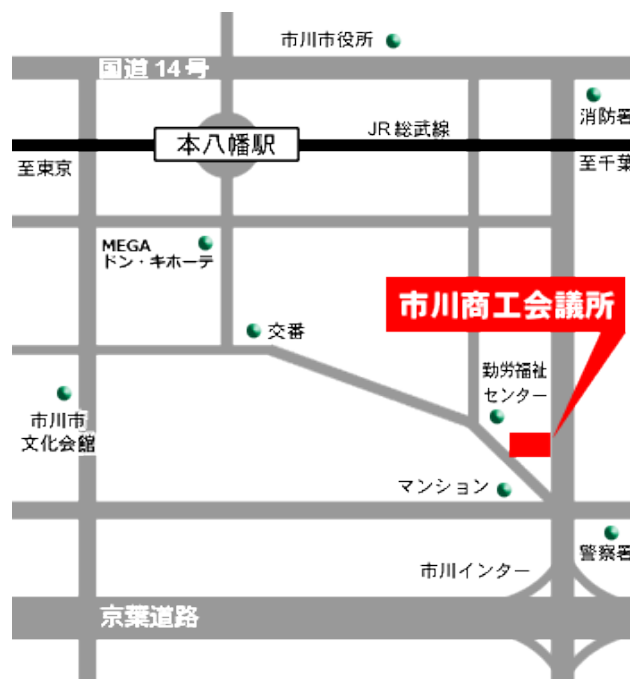 市川市役所
国道14号
消防署
JR総武線
本八幡駅
至東京
至千葉
MEGA
ドン・キホーテ
市川商工会議所
交番
勤労福祉
センター
市川市
文化会館
マンション
警察署
市川インター
京葉道路